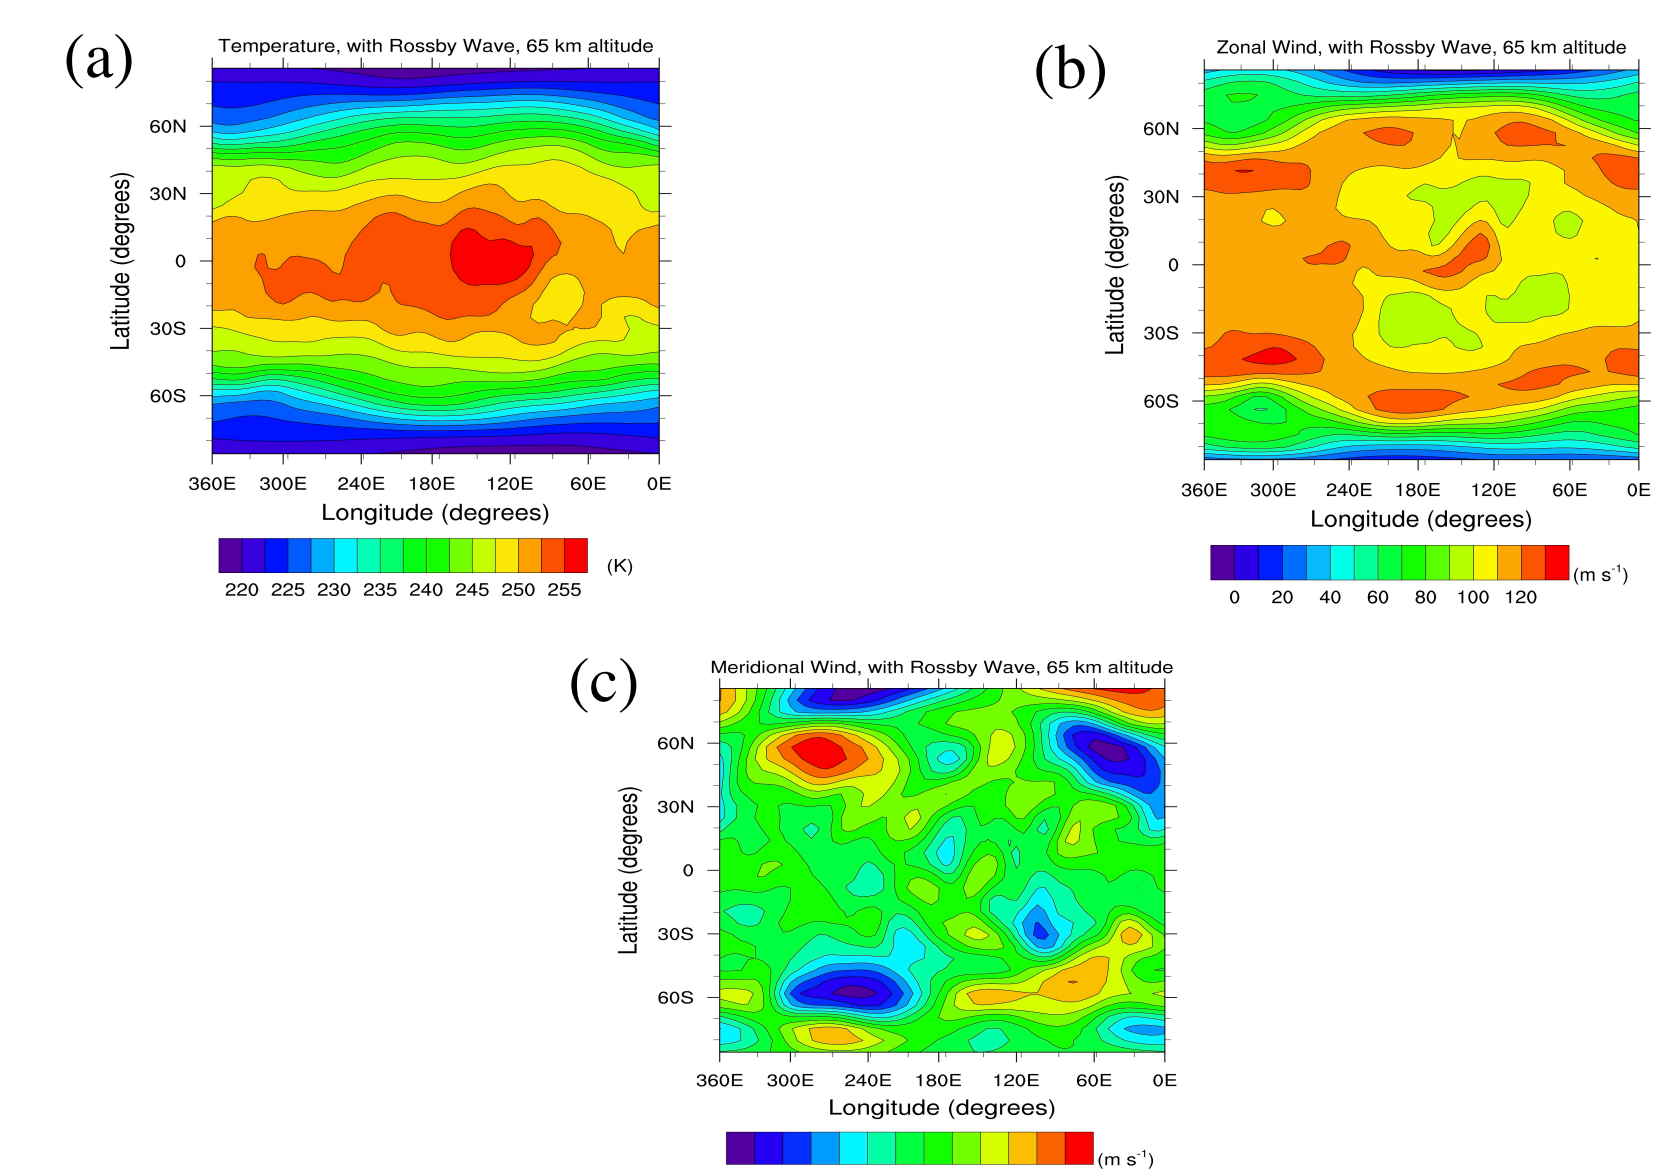 (a)
Temperature, with Rossby Wave, 65 km altitude
60N
30N
0
30S
60S
Latitude (degrees)
360E 300E 240E 180E 120E 60E 0E
Longitude (degrees)
220 225 230 235 240 245 250 255
(K)
(b)
Zonal Wind, with Rossby Wave, 65 km altitude
60N
30N
0
30S
60S
Latitude (degrees)
360E 300E 240E 180E 120E 60E 0E
Longitude (degrees)
0 20 40 60 80 100 120
(m s⁻¹)
(c)
Meridional Wind, with Rossby Wave, 65 km altitude
60N
30N
0
30S
60S
Latitude (degrees)
360E 300E 240E 180E 120E 60E 0E
Longitude (degrees)
(m s⁻¹)